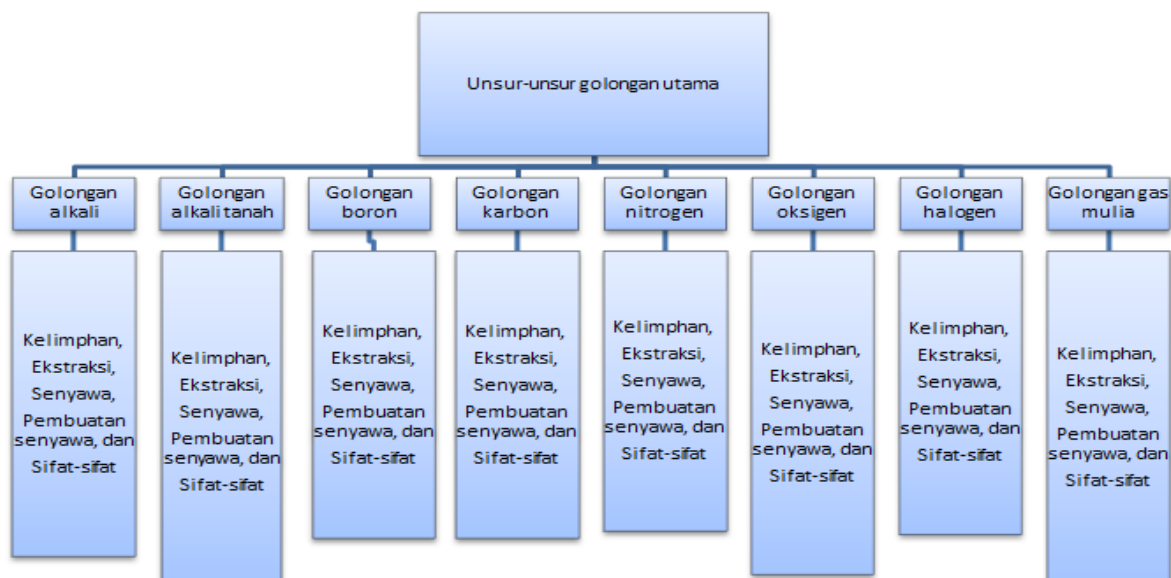 Unsur-unsur golongan utama
Golongan
alkali
Golongan
alkali tanah
Golongan
boron
Golongan
karbon
Golongan
nitrogen
Golongan
oksigen
Golongan
halogen
Golongan gas
mulia
Kelimphan,
Ekstraksi,
Senyawa,
Pembuatan
senyawa, dan
Sifat-sifat
Kelimphan,
Ekstraksi,
Senyawa,
Pembuatan
senyawa, dan
Sifat-sifat
Kelimphan,
Ekstraksi,
Senyawa,
Pembuatan
senyawa, dan
Sifat-sifat
Kelimphan,
Ekstraksi,
Senyawa,
Pembuatan
senyawa, dan
Sifat-sifat
Kelimphan,
Ekstraksi,
Senyawa,
Pembuatan
senyawa, dan
Sifat-sifat
Kelimphan,
Ekstraksi,
Senyawa,
Pembuatan
senyawa, dan
Sifat-sifat
Kelimphan,
Ekstraksi,
Senyawa,
Pembuatan
senyawa, dan
Sifat-sifat
Kelimphan,
Ekstraksi,
Senyawa,
Pembuatan
senyawa, dan
Sifat-sifat